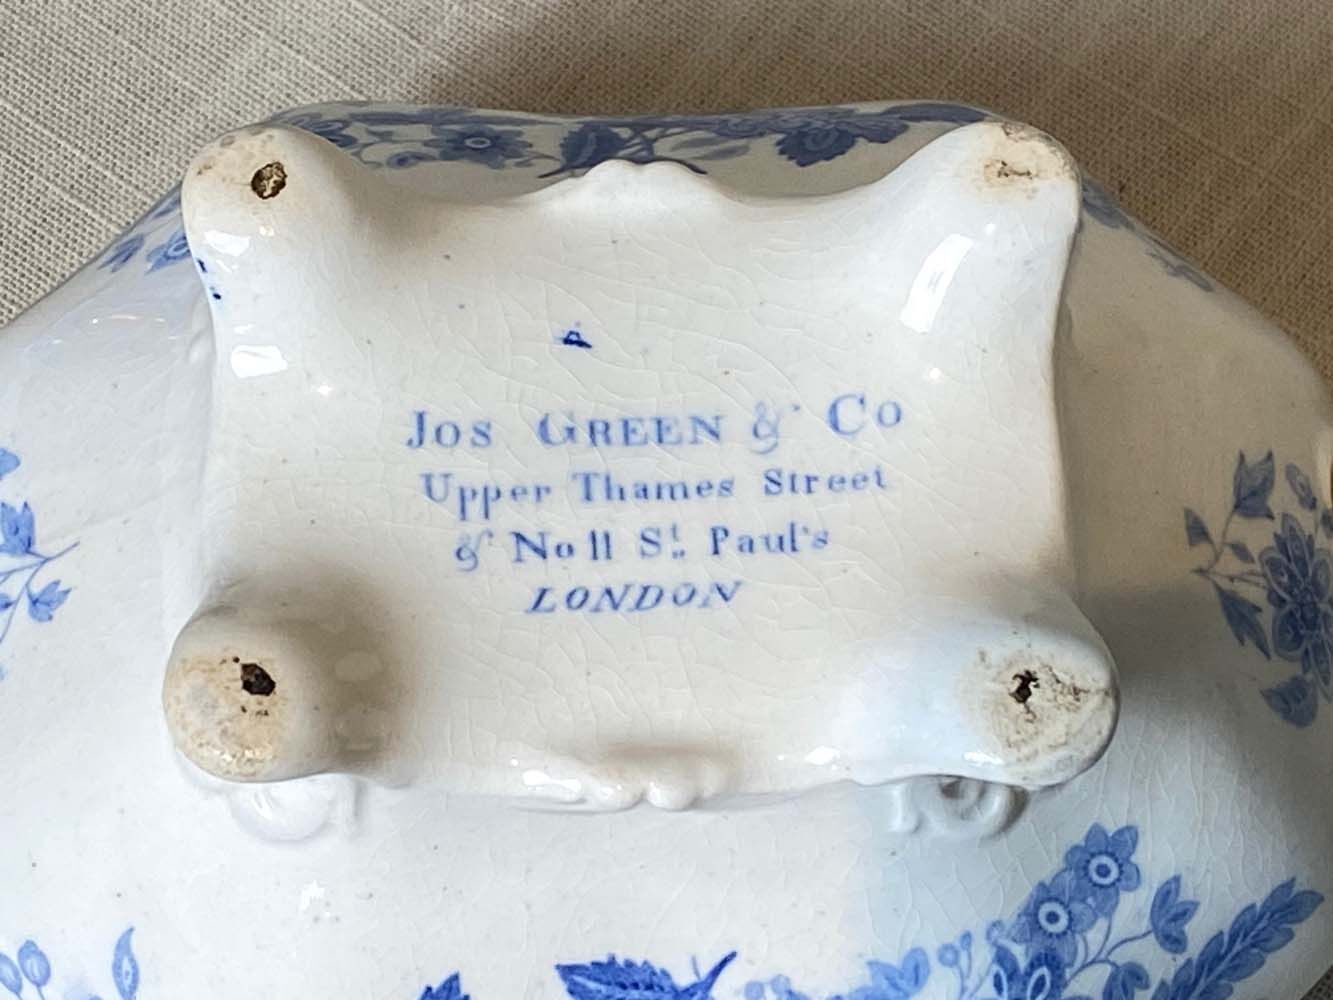 Jos GREEN & Co
Upper Thames Street
& No 11 St. Paul's
LONDON